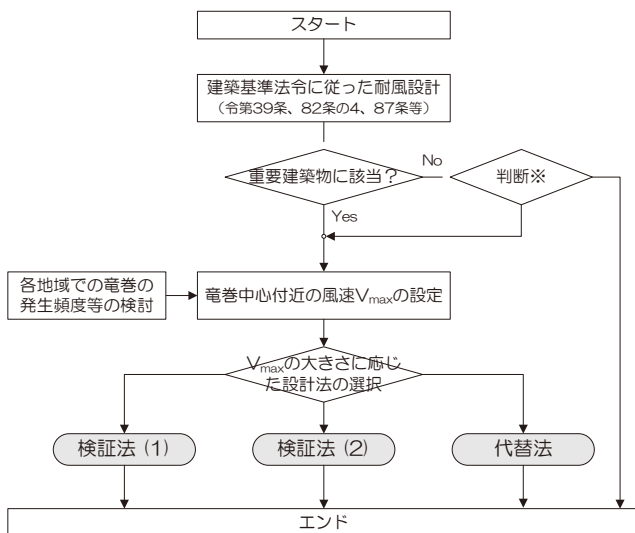 スタート
建築基準法令に従った耐風設計
（令第39条、82条の4、87条等）
重要建築物に該当？
No
判断※
Yes
各地域での竜巻の
発生頻度等の検討
竜巻中心付近の風速Vmaxの設定
Vmaxの大きさに応じ
た設計法の選択
検証法 (1)
検証法 (2)
代替法
エンド